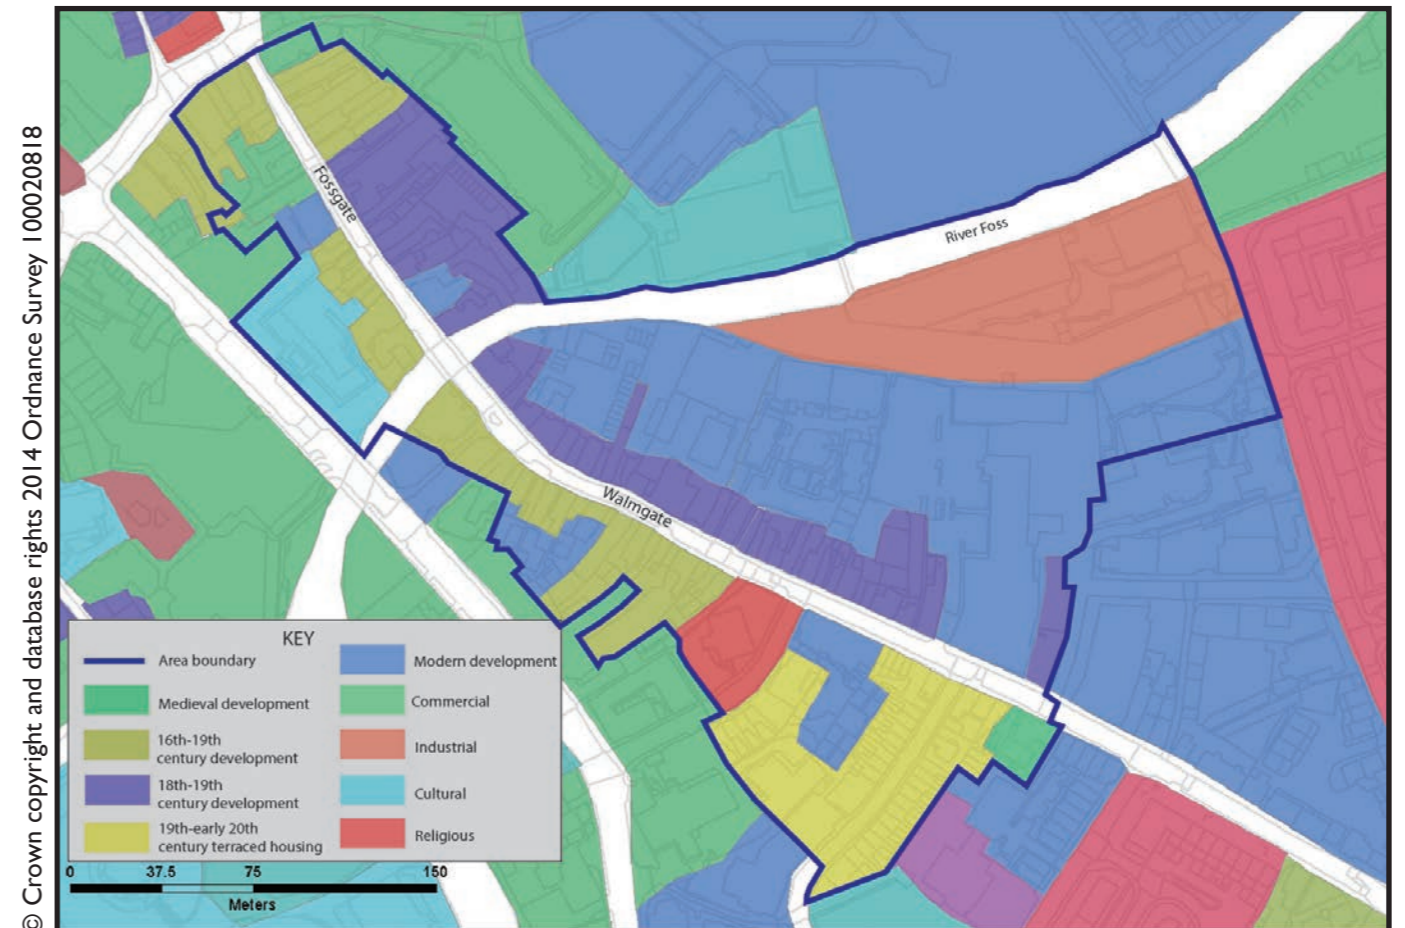 © Crown copyright and database rights 2014 Ordnance Survey 100020818
Fossgate
River Foss
Walmgate
KEY
Area boundary
Medieval development
16th-19th
century development
18th-19th
century development
19th-early 20th
century terraced housing
Modern development
Commercial
Industrial
Cultural
Religious
0 37.5 75 150
Meters